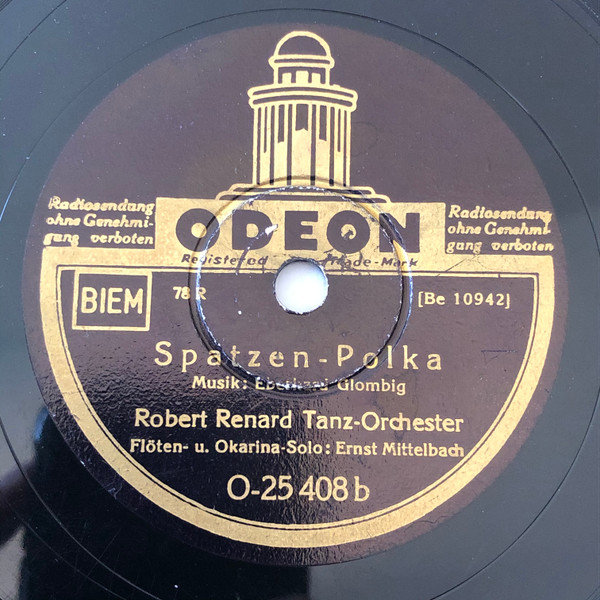 Radiosendung
ohne Genehmi-
gung verboten
ODEON
Registered Trade-Mark
Radiosendung
ohne Genehmi-
gung verboten
BIEM
78 R
[Be 10942]
Spatzen-Polka
Musik: Glombig
Robert Renard Tanz-Orchester
Flöten- u. Okarina-Solo: Ernst Mittelbach
O-25 408 b